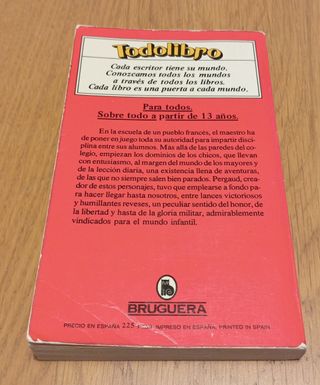 Todolibro
Cada escritor tiene su mundo.
Conozcamos todos los mundos
a través de todos los libros.
Cada libro es una puerta a cada mundo.
Para todos.
Sobre todo a partir de 13 años.
En la escuela de un pueblo francés, el maestro ha
de poner en juego toda su autoridad para impartir disci-
plina entre sus alumnos. Mas allá de las paredes del co-
legio, empiezan los dominios de los chicos, que llevan
con entusiasmo, al margen del mundo de los mayores y
de la lección diaria, una existencia llena de aventuras,
de las que no siempre salen bien parados. Pergaud, crea-
dor de estos personajes, tuvo que emplearse a fondo pa-
ra hacer llegar hasta nosotros, entre lances victoriosos
y humillantes reveses, un peculiar sentido del honor, de
la libertad y hasta de la gloria militar, admirablemente
vindicados para el mundo infantil.
BRUGUERA
PRECIO EN ESPAÑA 225 IMPRESO EN ESPAÑA. PRINTED IN SPAIN